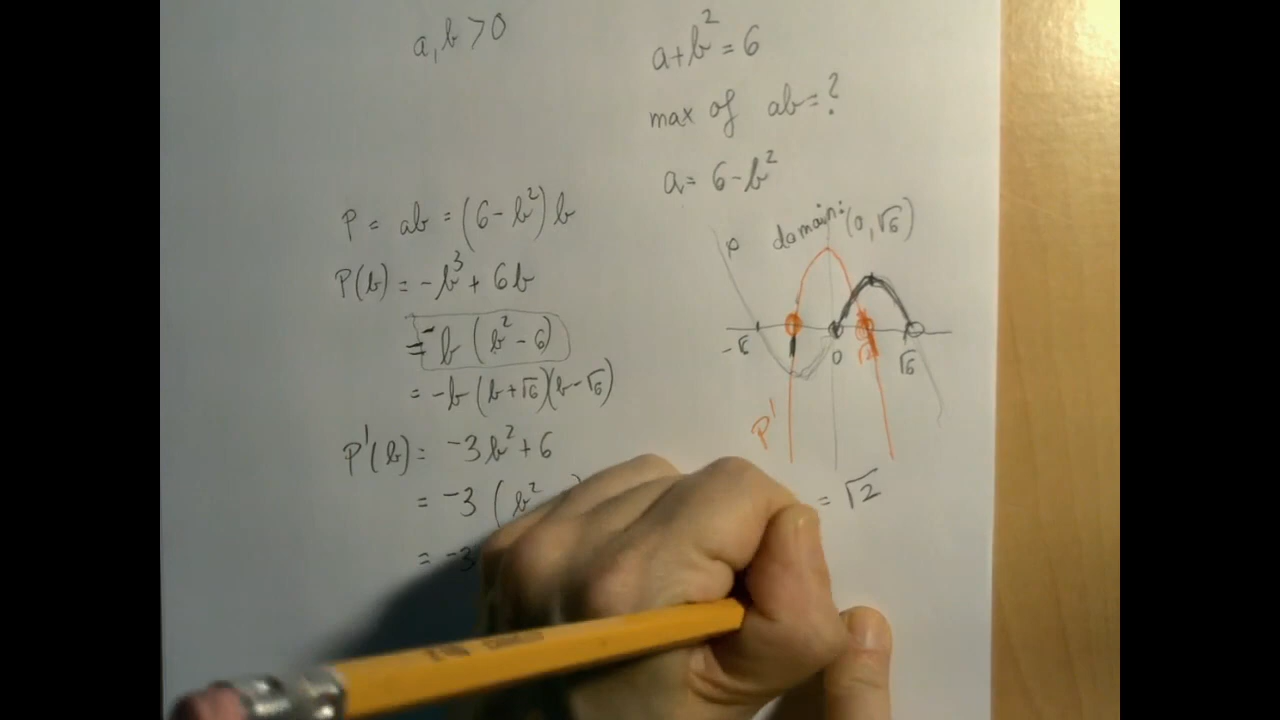 a,b > 0
a+b² = 6
max of ab = ?
a = 6-b²
P = ab = (6-b²) b
domain: (0, √6)
P
P(b) = -b³ + 6b
= -b (b² - 6)
= -b (b+√6)(b-√6)
-√6
0
√2
√6
P'
P'(b) = -3b² + 6
= -3 (b²
= √2
= -3